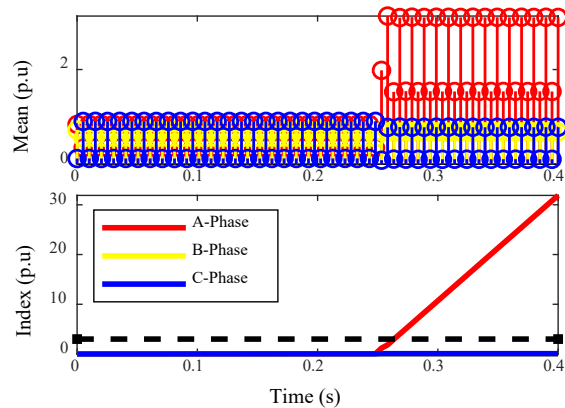 Mean (p.u)
2
0
0 0.1 0.2 0.3 0.4
Index (p.u)
30
20
10
0
A-Phase
B-Phase
C-Phase
0 0.1 0.2 0.3 0.4
Time (s)